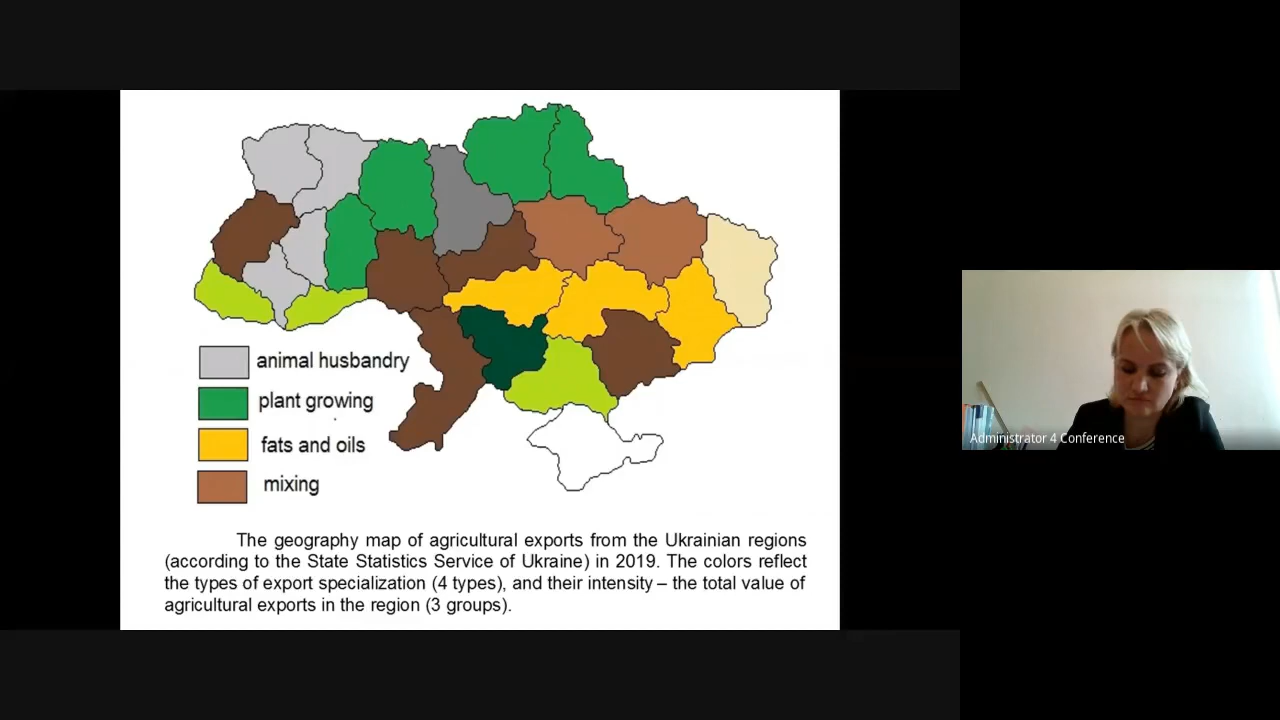 animal husbandry
plant growing
fats and oils
mixing
The geography map of agricultural exports from the Ukrainian regions
(according to the State Statistics Service of Ukraine) in 2019. The colors reflect
the types of export specialization (4 types), and their intensity – the total value of
agricultural exports in the region (3 groups).
Administrator 4 Conference